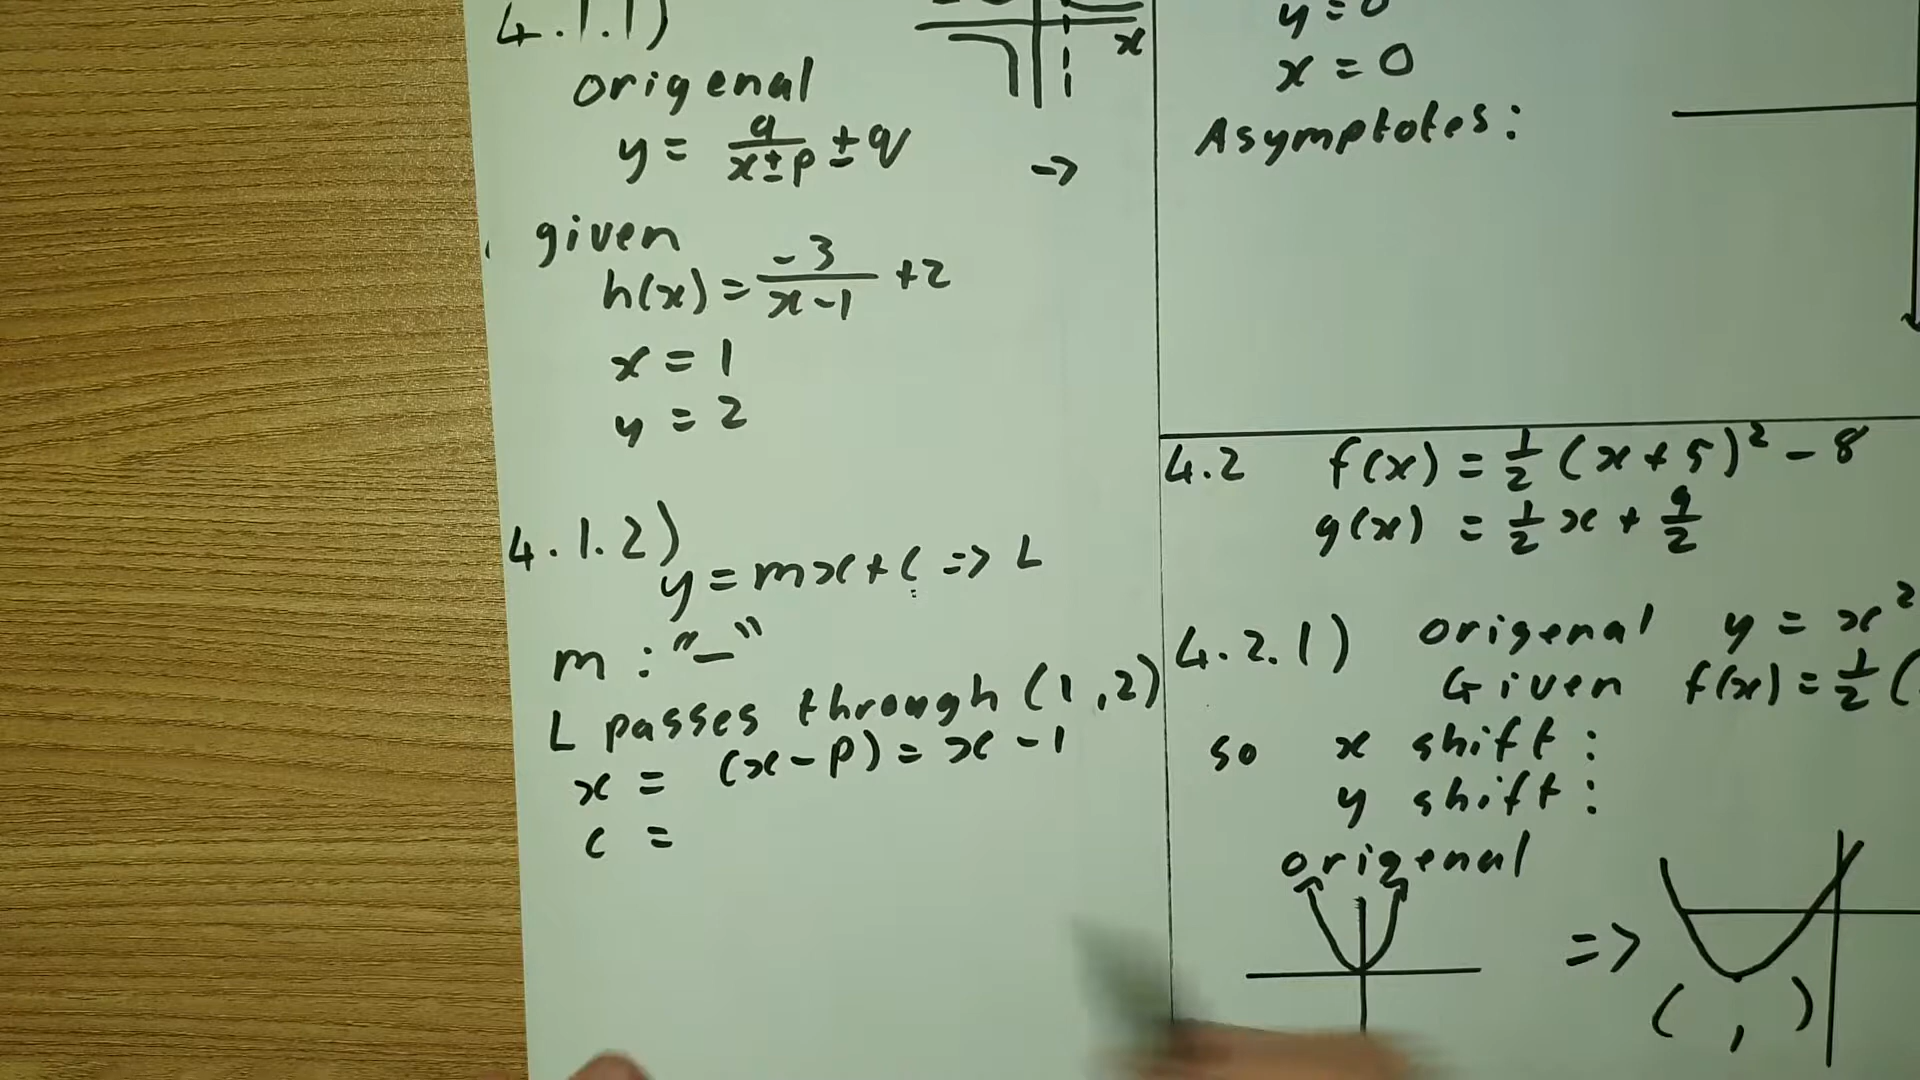 4.1.1)
x
origenal
y = a/(x±p) ± q
->
given
h(x) = -3/(x-1) +2
x = 1
y = 2
4.1.2)
y = mx + c => L
m : "-"
L passes through (1,2)
x = (x-p) = x-1
c =
y = 0
x = 0
Asymptotes:
4.2 f(x) = 1/2 (x+5)² - 8
g(x) = 1/2 x + 9/2
4.2.1) origenal y = x²
Given f(x) = 1/2 (
so x shift :
y shift :
origenal
=>
( , )